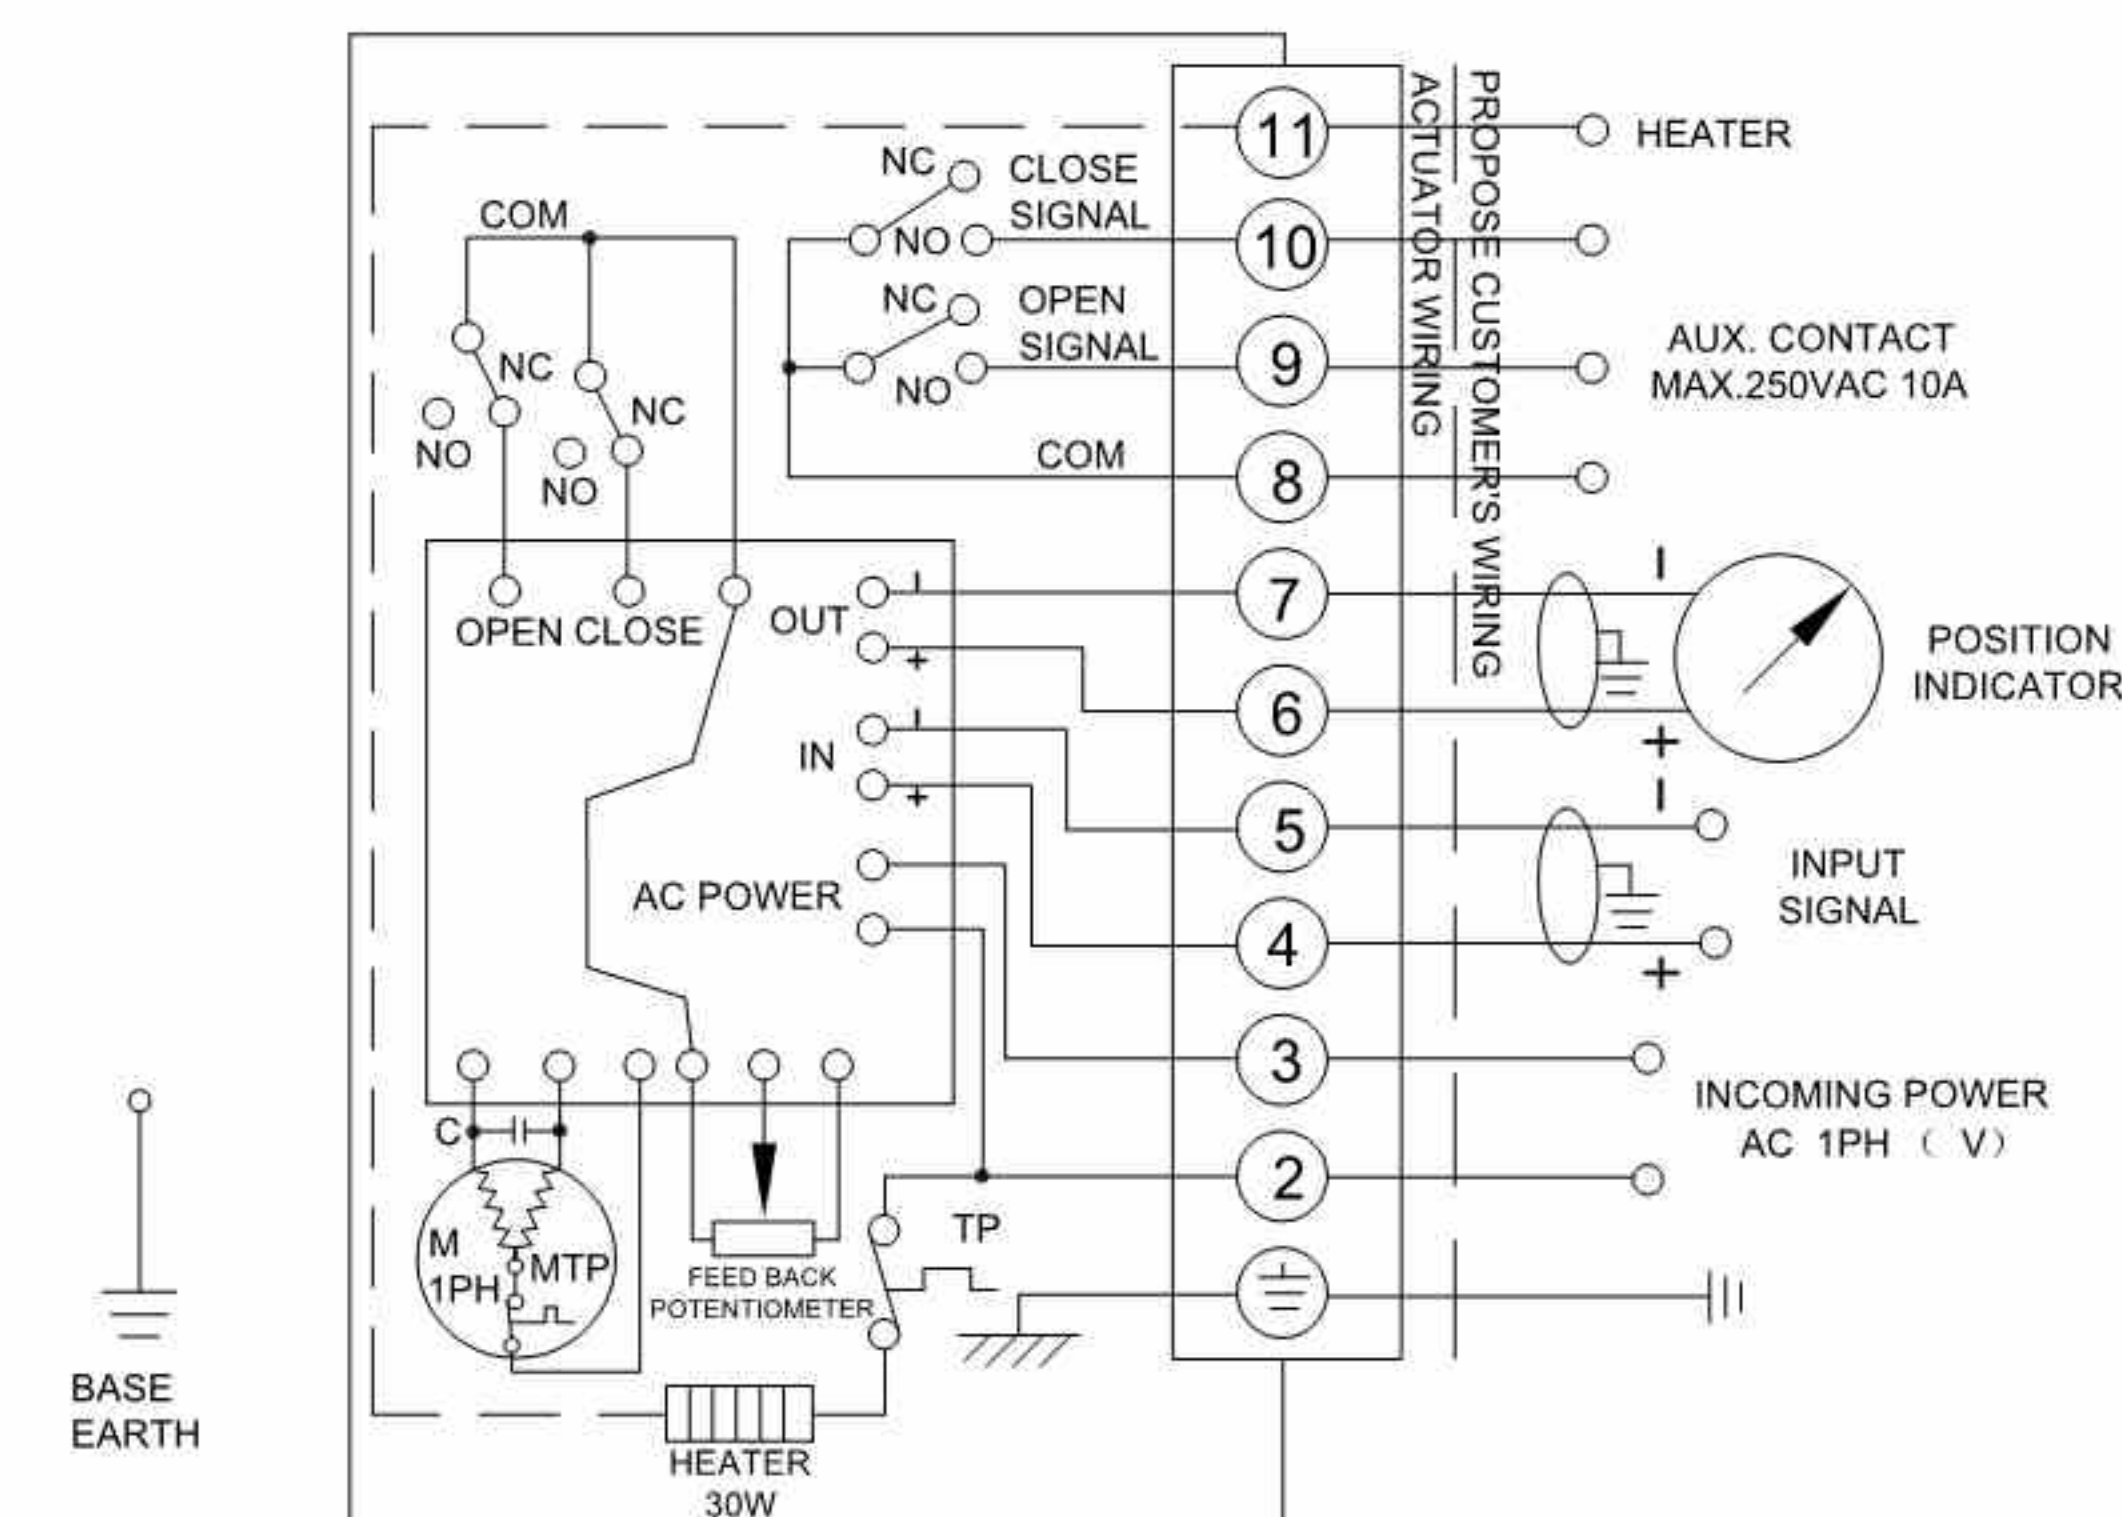 11
HEATER
NC
CLOSE
SIGNAL
COM
NO
10
NC
OPEN
SIGNAL
NO
9
AUX. CONTACT
MAX.250VAC 10A
NC
NO
NC
NO
COM
8
ACTUATOR WIRING
PROPOSE CUSTOMER'S WIRING
OPEN CLOSE
OUT
-
+
7
6
-
+
POSITION
INDICATOR
IN
-
+
5
4
-
+
INPUT
SIGNAL
AC POWER
3
2
INCOMING POWER
AC 1PH ( V)
C
M
1PH
MTP
FEED BACK
POTENTIOMETER
TP
HEATER
30W
BASE
EARTH